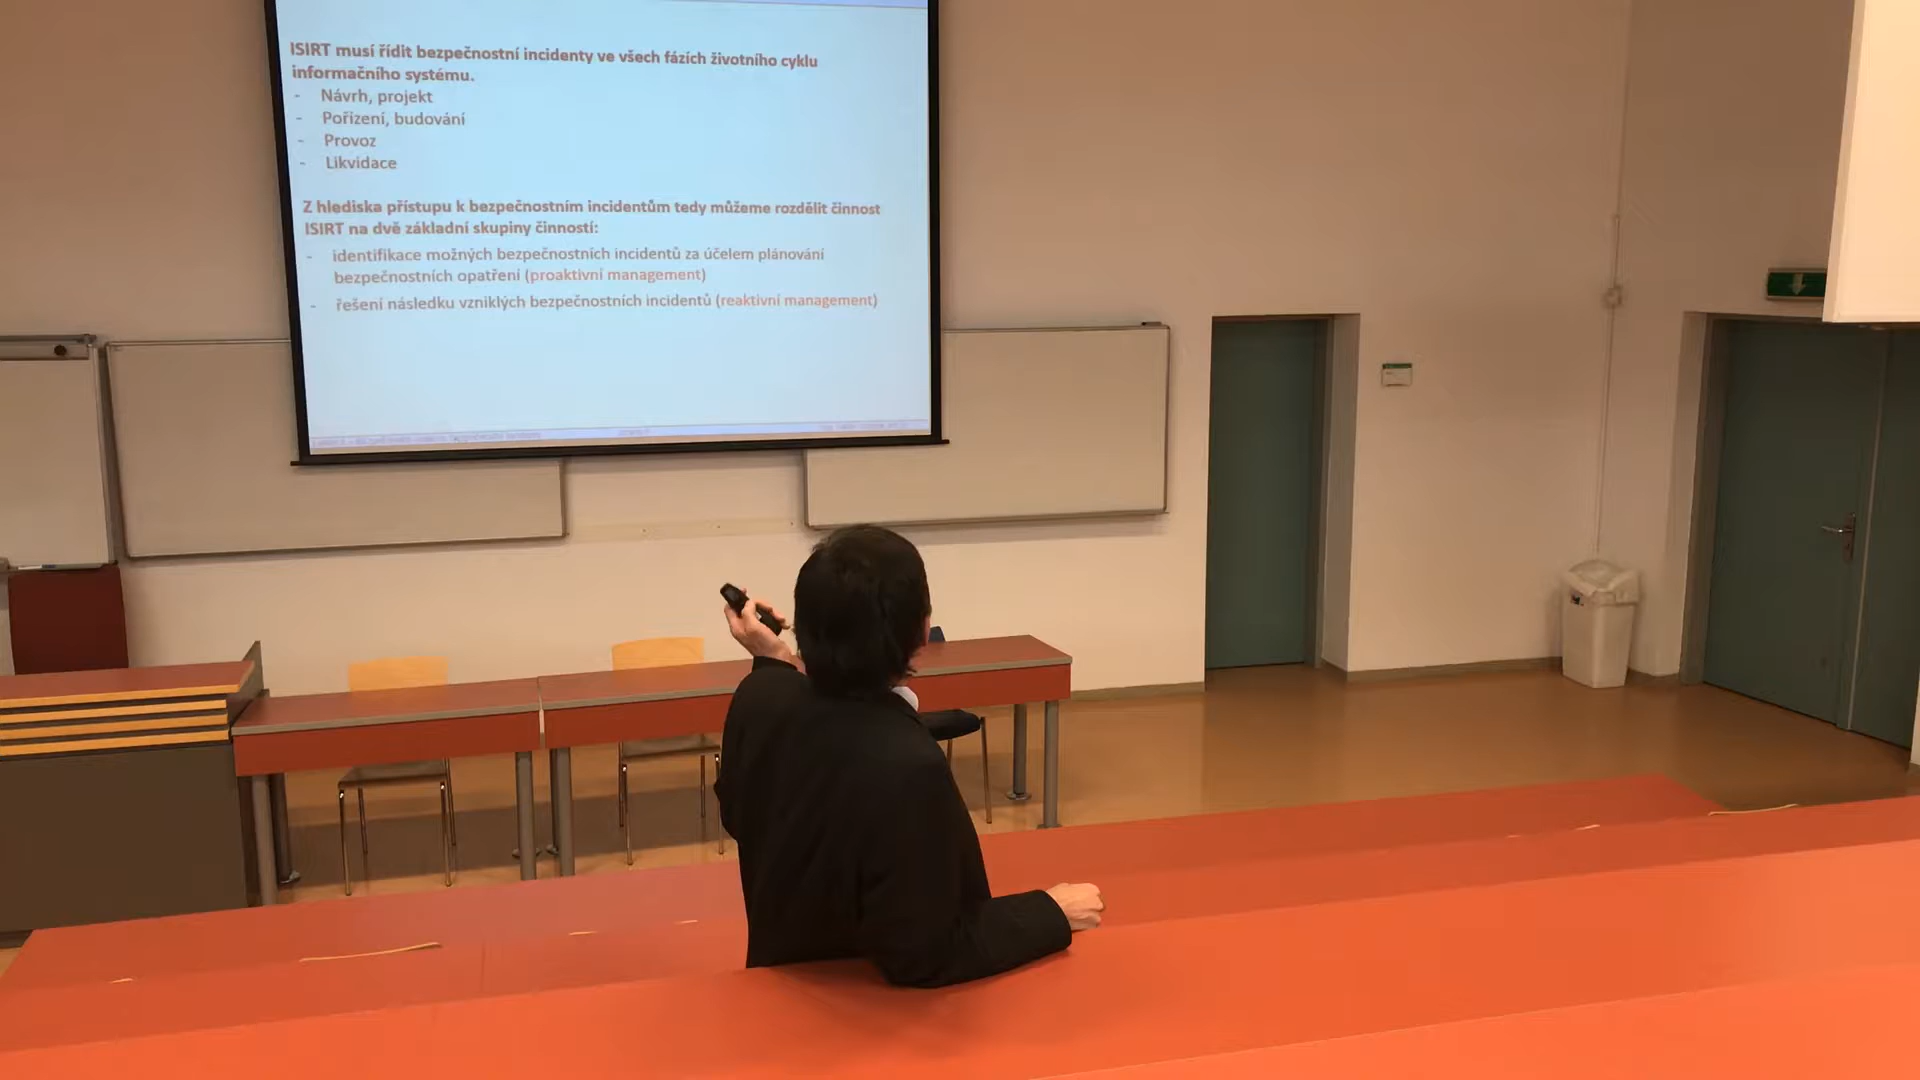 ISIRT musí řídit bezpečnostní incidenty ve všech fázích životního cyklu
informačního systému.
- Návrh, projekt
- Pořízení, budování
- Provoz
- Likvidace
Z hlediska přístupu k bezpečnostním incidentům tedy můžeme rozdělit činnost
ISIRT na dvě základní skupiny činností:
- identifikace možných bezpečnostních incidentů za účelem plánování
bezpečnostních opatření (proaktivní management)
- řešení následku vzniklých bezpečnostních incidentů (reaktivní management)